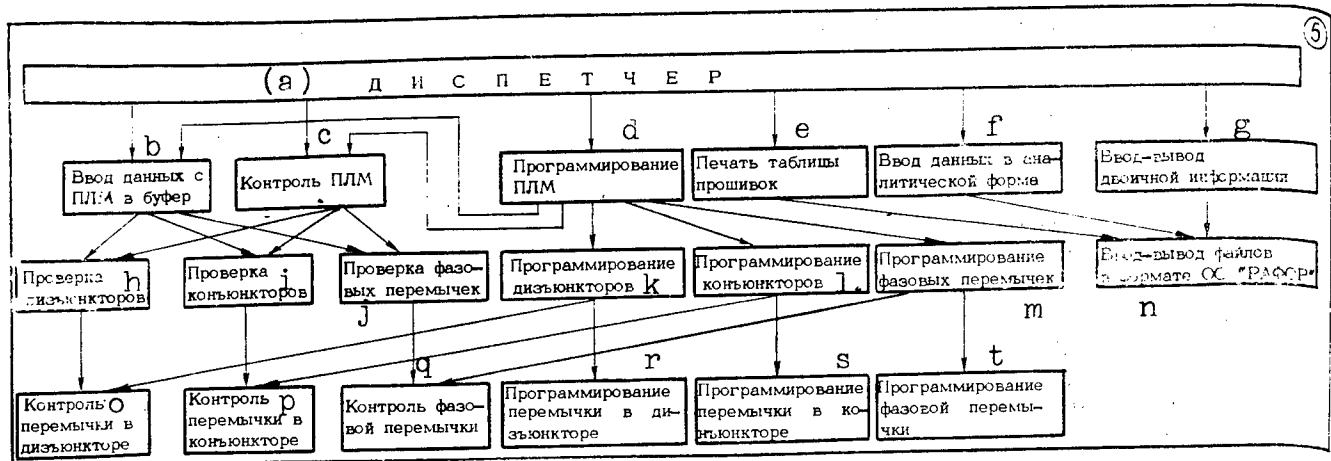 5
(a) ДИСПЕТЧЕР
b
c
d
e
f
g
Ввод данных с
ПЛМ в буфер
Контроль ПЛМ
Программирование
ПЛМ
Печать таблицы
прошивок
Ввод данных в ана-
литической форме
Ввод-вывод
двоичной информации
Проверка h
дизъюнкторов
Проверка i
конъюнкторов
Проверка фазо-
вых перемычек
j
Программирование
дизъюнкторов k
Программирование
конъюнкторов l.
Программирование
фазовых перемычек
m
Ввод-вывод файлов
в формате ОС "РАФОР"
n
Контроль o
перемычки в
дизъюнкторе
Контроль p
перемычки в
конъюнкторе
q
Контроль фазо-
вой перемычки
r
Программирование
перемычки в ди-
зъюнкторе
s
Программирование
перемычки в ко-
нъюнкторе
t
Программирование
фазовой перемы-
чки